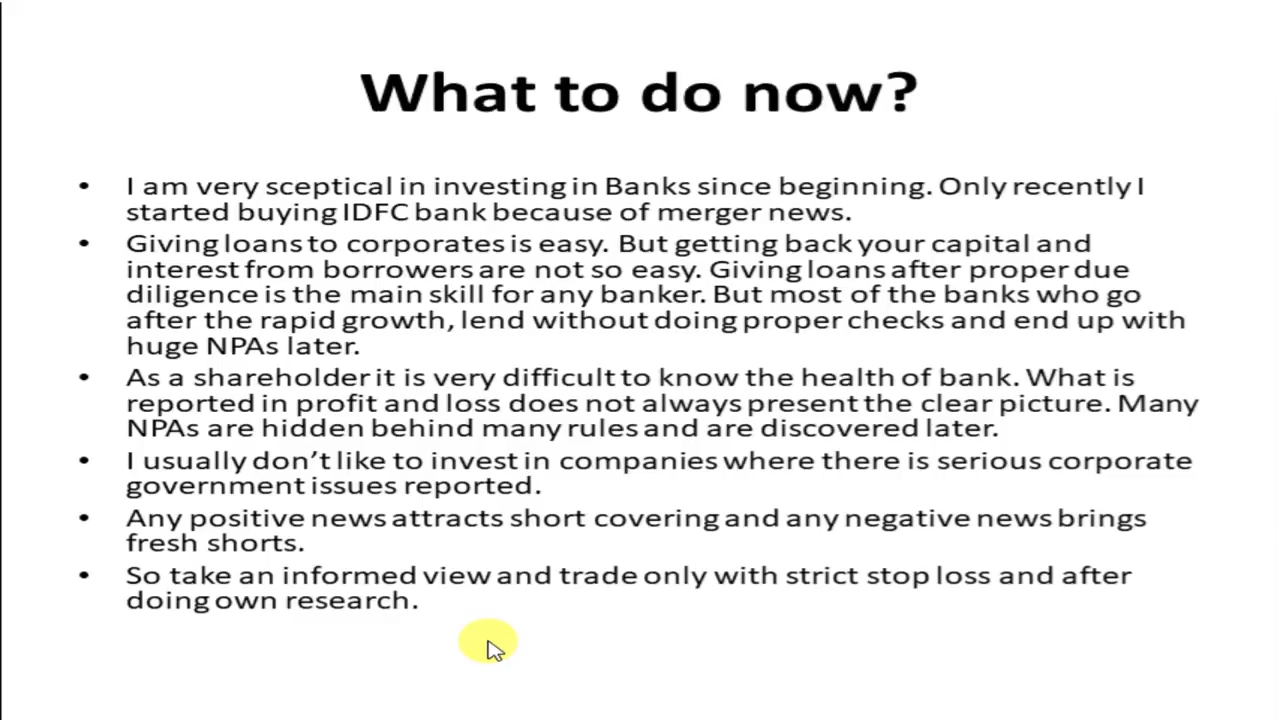 What to do now?
• I am very sceptical in investing in Banks since beginning. Only recently I
started buying IDFC bank because of merger news.
• Giving loans to corporates is easy. But getting back your capital and
interest from borrowers are not so easy. Giving loans after proper due
diligence is the main skill for any banker. But most of the banks who go
after the rapid growth, lend without doing proper checks and end up with
huge NPAs later.
• As a shareholder it is very difficult to know the health of bank. What is
reported in profit and loss does not always present the clear picture. Many
NPAs are hidden behind many rules and are discovered later.
• I usually don't like to invest in companies where there is serious corporate
government issues reported.
• Any positive news attracts short covering and any negative news brings
fresh shorts.
• So take an informed view and trade only with strict stop loss and after
doing own research.